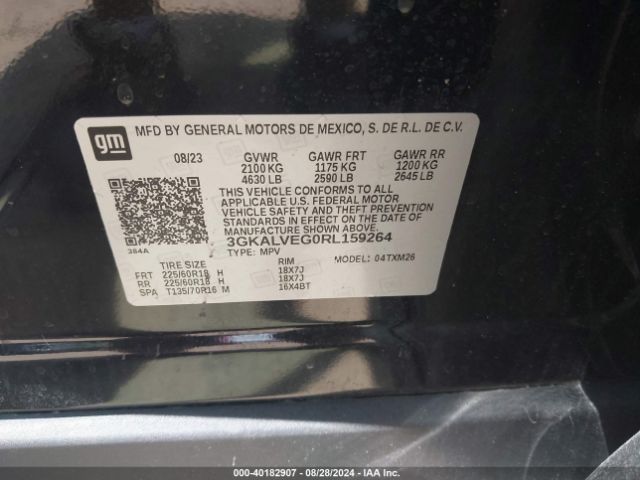 gm
MFD BY GENERAL MOTORS DE MEXICO, S. DE R.L. DE C.V.
08/23 GVWR GAWR FRT GAWR RR
2100 KG 1175 KG 1200 KG
4630 LB 2590 LB 2645 LB
THIS VEHICLE CONFORMS TO ALL
APPLICABLE U.S. FEDERAL MOTOR
VEHICLE SAFETY AND THEFT PREVENTION
STANDARDS IN EFFECT ON THE DATE OF
MANUFACTURE SHOWN ABOVE.
3GKALVEG0RL159264
384A
TYPE: MPV MODEL: 04TXM26
TIRE SIZE RIM
FRT 225/60R18 H 18X7J
RR 225/60R18 H 18X7J
SPA T135/70R16 M 16X4BT
000-40182907 - 08/28/2024 - IAAI.COM